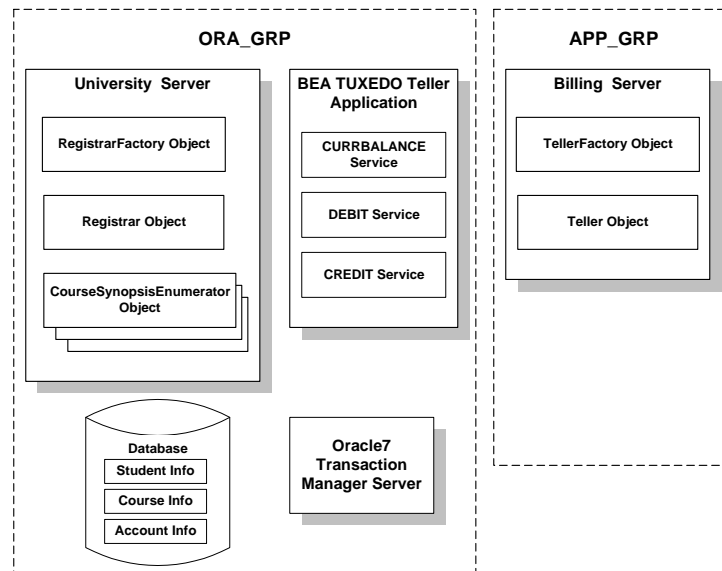 ORA_GRP
University Server
RegistrarFactory Object
Registrar Object
CourseSynopsisEnumerator
Object
BEA TUXEDO Teller
Application
CURRBALANCE
Service
DEBIT Service
CREDIT Service
Database
Student Info
Course Info
Account Info
Oracle7
Transaction
Manager Server
APP_GRP
Billing Server
TellerFactory Object
Teller Object